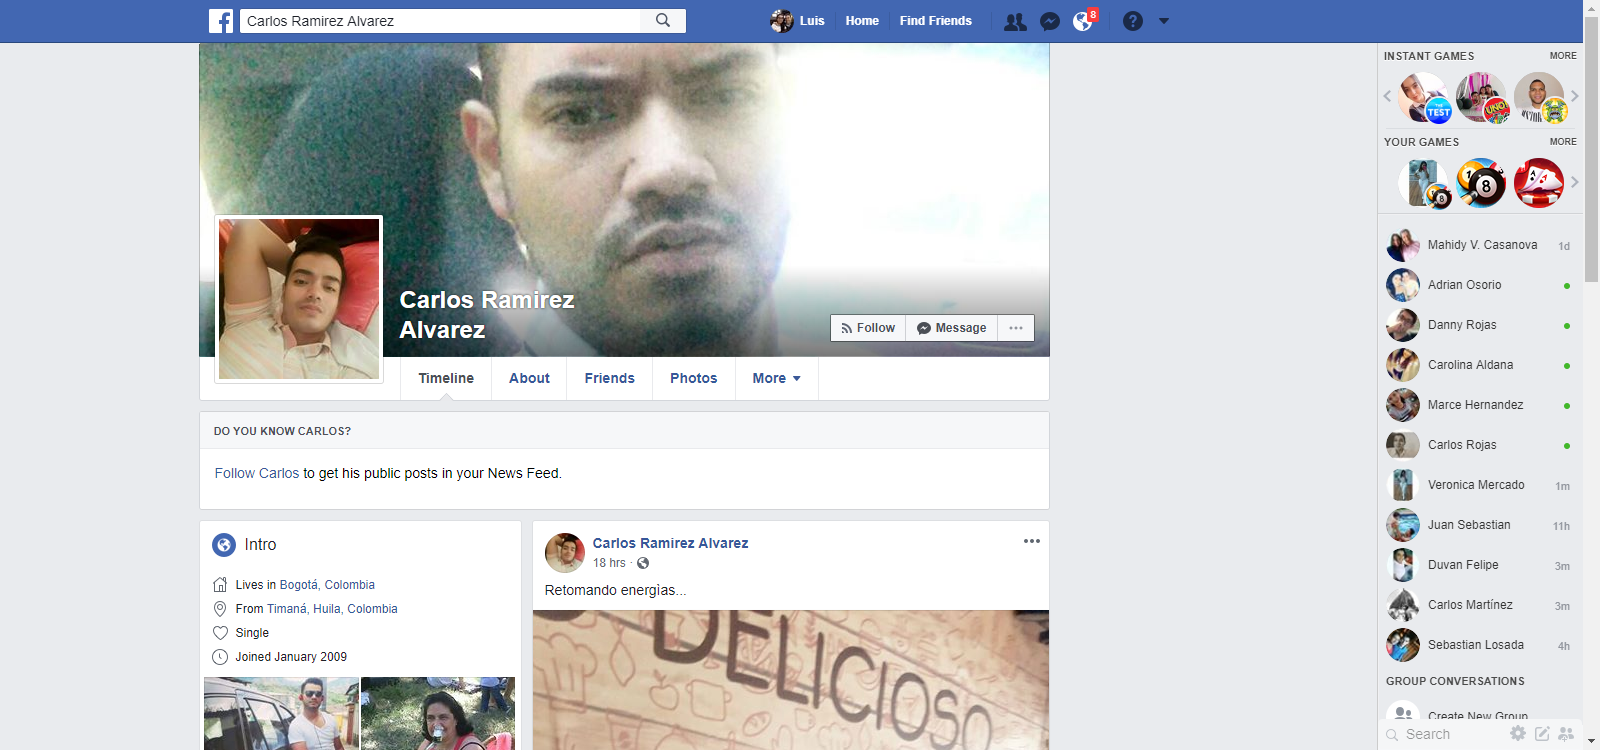 Carlos Ramirez Alvarez
Luis
Home
Find Friends
8
?
Carlos Ramirez
Alvarez
Follow
Message
Timeline
About
Friends
Photos
More
DO YOU KNOW CARLOS?
Follow Carlos to get his public posts in your News Feed.
Intro
Lives in Bogotá, Colombia
From Timaná, Huila, Colombia
Single
Joined January 2009
Carlos Ramirez Alvarez
18 hrs
Retomando energìas...
DELICIOSO
INSTANT GAMES
MORE
THE
TEST
UNO
YOUR GAMES
MORE
1
8
8
A
A
Mahidy V. Casanova 1d
Adrian Osorio
Danny Rojas
Carolina Aldana
Marce Hernandez
Carlos Rojas
Veronica Mercado 1m
Juan Sebastian 11h
Duvan Felipe 3m
Carlos Martínez 3m
Sebastian Losada 4h
GROUP CONVERSATIONS
Create New Group
Search